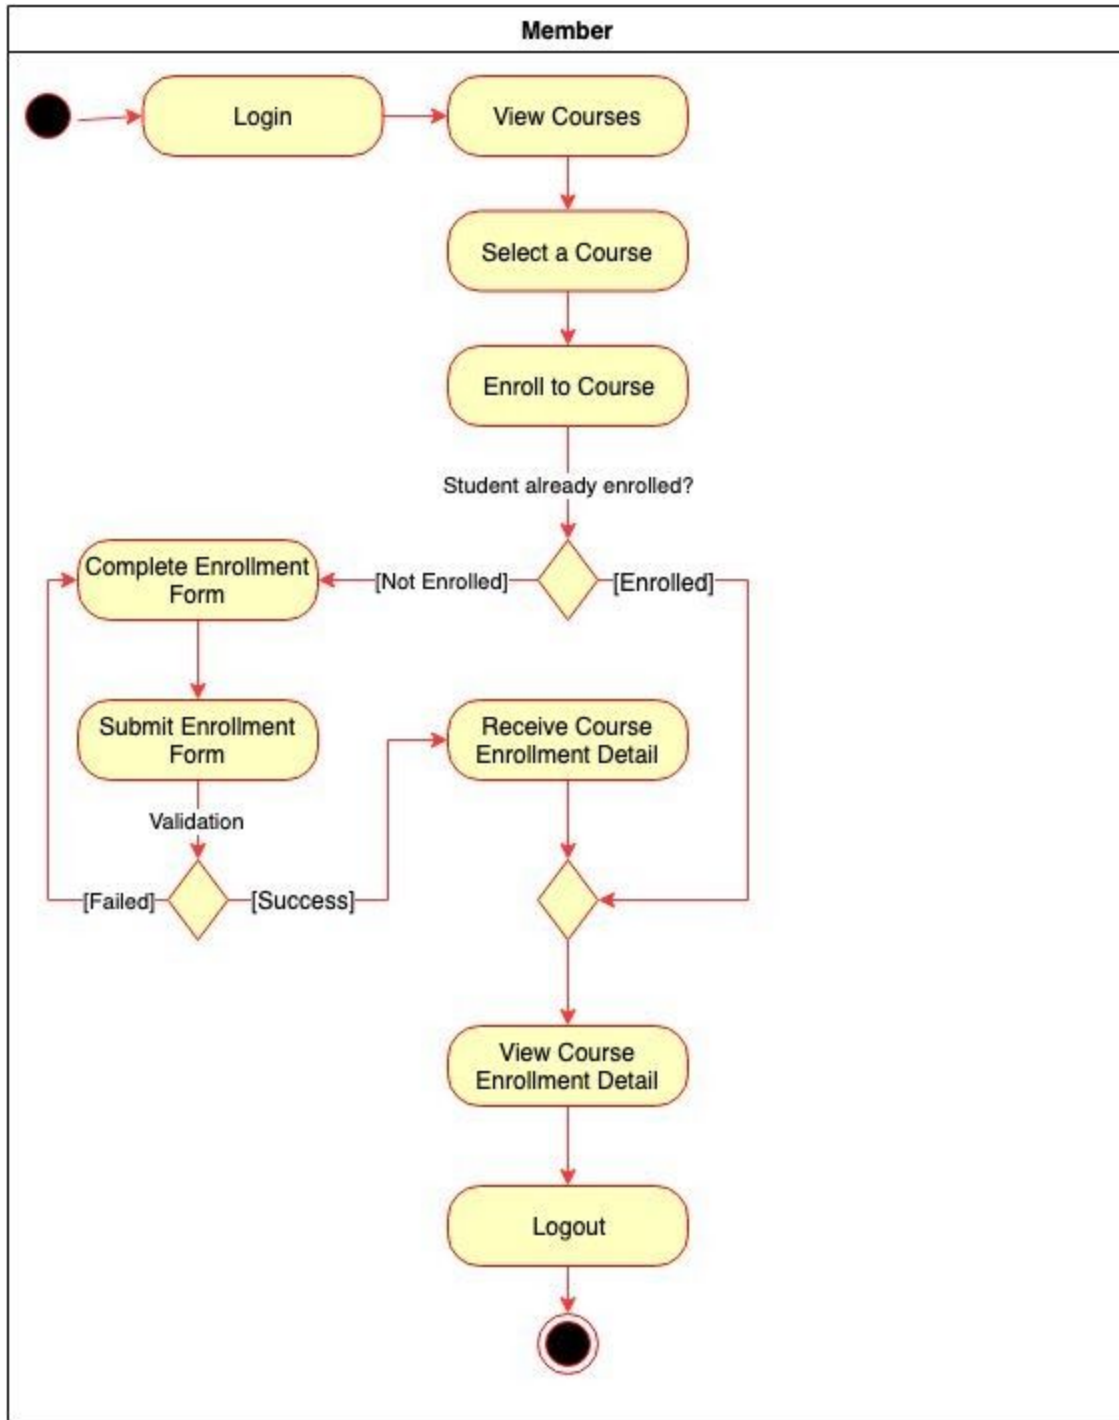 Member
Login
View Courses
Select a Course
Enroll to Course
Student already enrolled?
Complete Enrollment
Form
[Not Enrolled]
[Enrolled]
Submit Enrollment
Form
Receive Course
Enrollment Detail
Validation
[Failed]
[Success]
View Course
Enrollment Detail
Logout